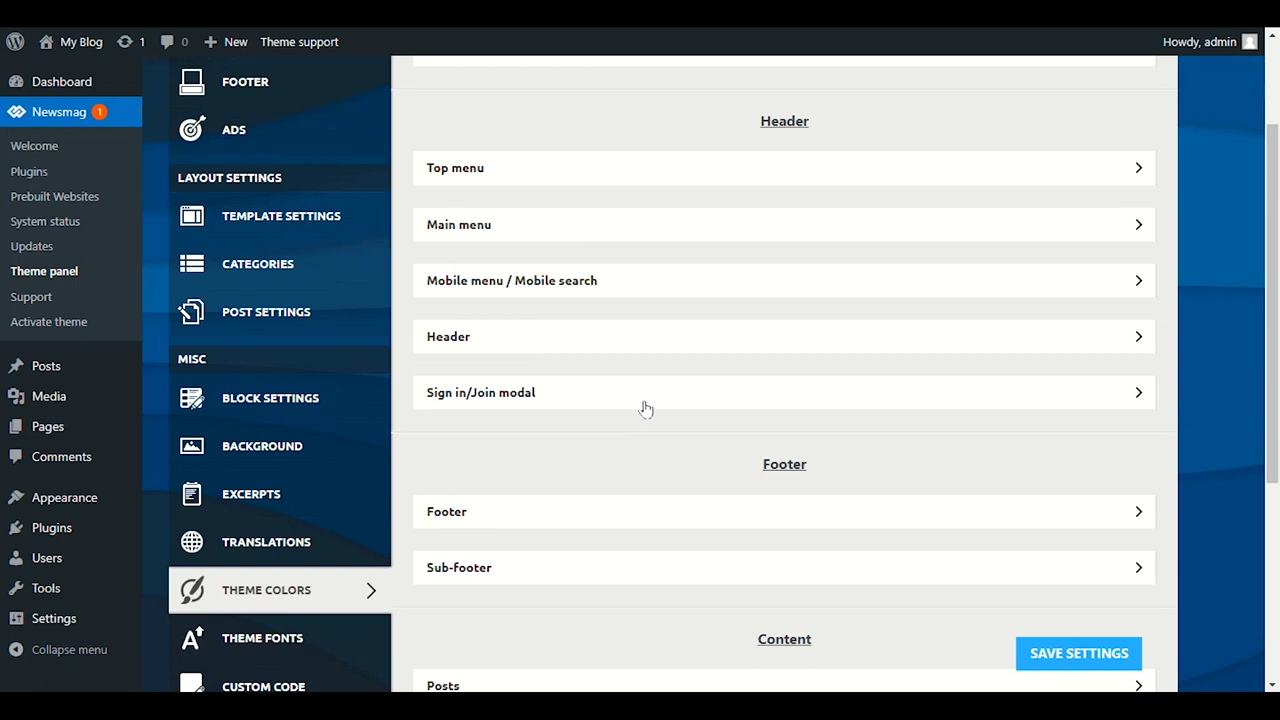 My Blog 1 0 New Theme support Howdy, admin
Dashboard
Newsmag 1
Welcome
Plugins
Prebuilt Websites
System status
Updates
Theme panel
Support
Activate theme
Posts
Media
Pages
Comments
Appearance
Plugins
Users
Tools
Settings
Collapse menu
FOOTER
ADS
LAYOUT SETTINGS
TEMPLATE SETTINGS
CATEGORIES
POST SETTINGS
MISC
BLOCK SETTINGS
BACKGROUND
EXCERPTS
TRANSLATIONS
THEME COLORS
THEME FONTS
CUSTOM CODE
Header
Top menu
Main menu
Mobile menu / Mobile search
Header
Sign in/Join modal
Footer
Footer
Sub-footer
Content
SAVE SETTINGS
Posts